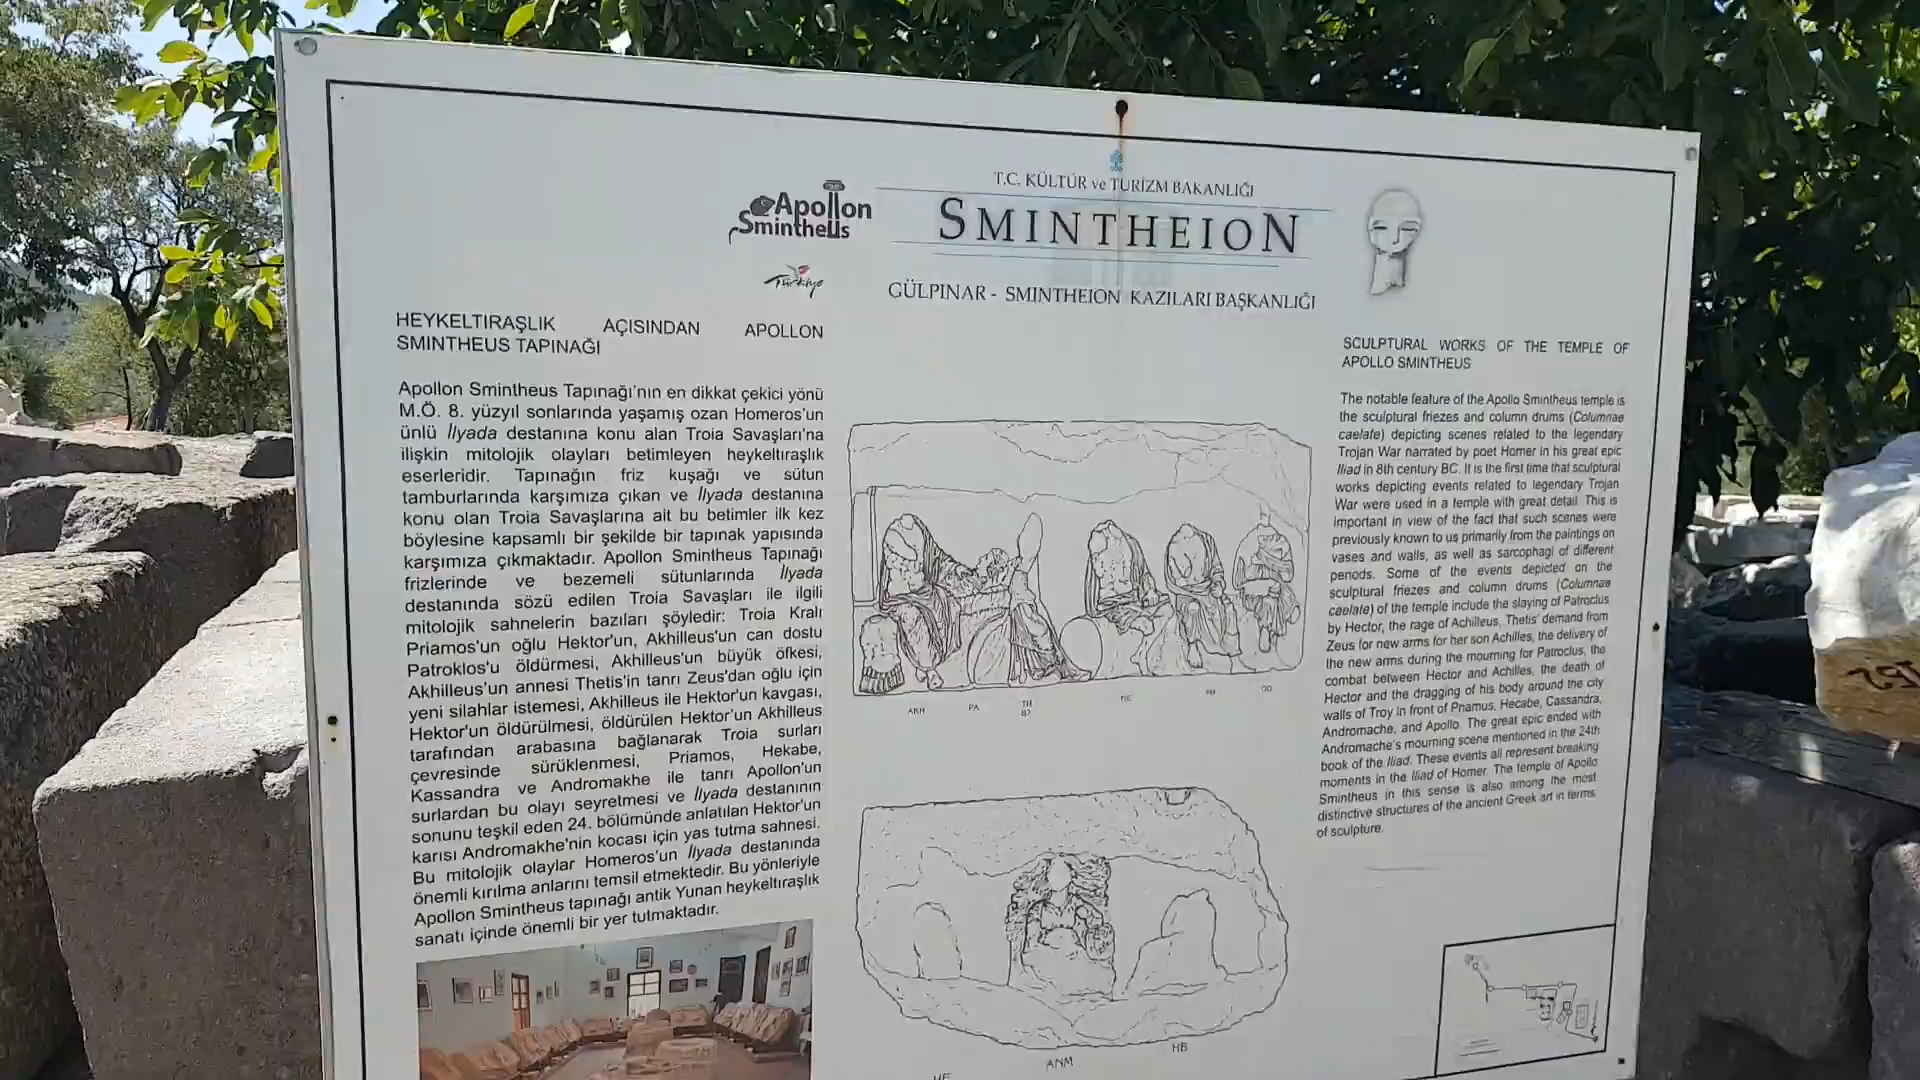 Apollon
Smintheus
Türkiye
T.C. KÜLTÜR ve TURİZM BAKANLIĞI
SMINTHEION
GÜLPINAR - SMINTHEION KAZILARI BAŞKANLIĞI
HEYKELTIRAŞLIK AÇISINDAN APOLLON
SMINTHEUS TAPINAĞI
Apollon Smintheus Tapınağı'nın en dikkat çekici yönü
M.Ö. 8. yüzyıl sonlarında yaşamış ozan Homeros'un
ünlü İlyada destanına konu alan Troia Savaşları'na
ilişkin mitolojik olayları betimleyen heykeltıraşlık
eserleridir. Tapınağın friz kuşağı ve sütun
tamburlarında karşımıza çıkan ve İlyada destanına
konu olan Troia Savaşlarına ait bu betimler ilk kez
böylesine kapsamlı bir şekilde bir tapınak yapısında
karşımıza çıkmaktadır. Apollon Smintheus Tapınağı
frizlerinde ve bezemeli sütunlarında İlyada
destanında sözü edilen Troia Savaşları ile ilgili
mitolojik sahnelerin bazıları şöyledir: Troia Kralı
Priamos'un oğlu Hektor'un, Akhilleus'un can dostu
Patroklos'u öldürmesi, Akhilleus'un büyük öfkesi,
Akhilleus'un annesi Thetis'in tanrı Zeus'dan oğlu için
yeni silahlar istemesi, Akhilleus ile Hektor'un kavgası,
Hektor'un öldürülmesi, öldürülen Hektor'un Akhilleus
tarafından arabasına bağlanarak Troia surları
çevresinde sürüklenmesi, Priamos, Hekabe,
Kassandra ve Andromakhe ile tanrı Apollon'un
surlardan bu olayı seyretmesi ve İlyada destanının
sonunu teşkil eden 24. bölümünde anlatılan Hektor'un
karısı Andromakhe'nin kocası için yas tutma sahnesi.
Bu mitolojik olaylar Homeros'un İlyada destanında
önemli kırılma anlarını temsil etmektedir. Bu yönleriyle
Apollon Smintheus tapınağı antik Yunan heykeltıraşlık
sanatı içinde önemli bir yer tutmaktadır.
AKH PA TH
ANM HB
SCULPTURAL WORKS OF THE TEMPLE OF
APOLLO SMINTHEUS
The notable feature of the Apollo Smintheus temple is
the sculptural friezes and column drums (Columnae
caelate) depicting scenes related to the legendary
Trojan War narrated by poet Homer in his great epic
Iliad in 8th century BC. It is the first time that sculptural
works depicting events related to legendary Trojan
War were used in a temple with great detail. This is
important in view of the fact that such scenes were
previously known to us primarily from the paintings on
vases and walls, as well as sarcophagi of different
periods. Some of the events depicted on the
sculptural friezes and column drums (Columnae
caelate) of the temple include the slaying of Patroclus
by Hector, the rage of Achilleus, Thetis' demand from
Zeus for new arms for her son Achilles, the delivery of
the new arms during the mourning for Patroclus, the
combat between Hector and Achilles, the death of
Hector and the dragging of his body around the city
walls of Troy in front of Priamus, Hecabe, Cassandra,
Andromache, and Apollo. The great epic ended with
Andromache's mourning scene mentioned in the 24th
book of the Iliad. These events all represent breaking
moments in the Iliad of Homer. The temple of Apollo
Smintheus in this sense is also among the most
distinctive structures of the ancient Greek art in terms
of sculpture.